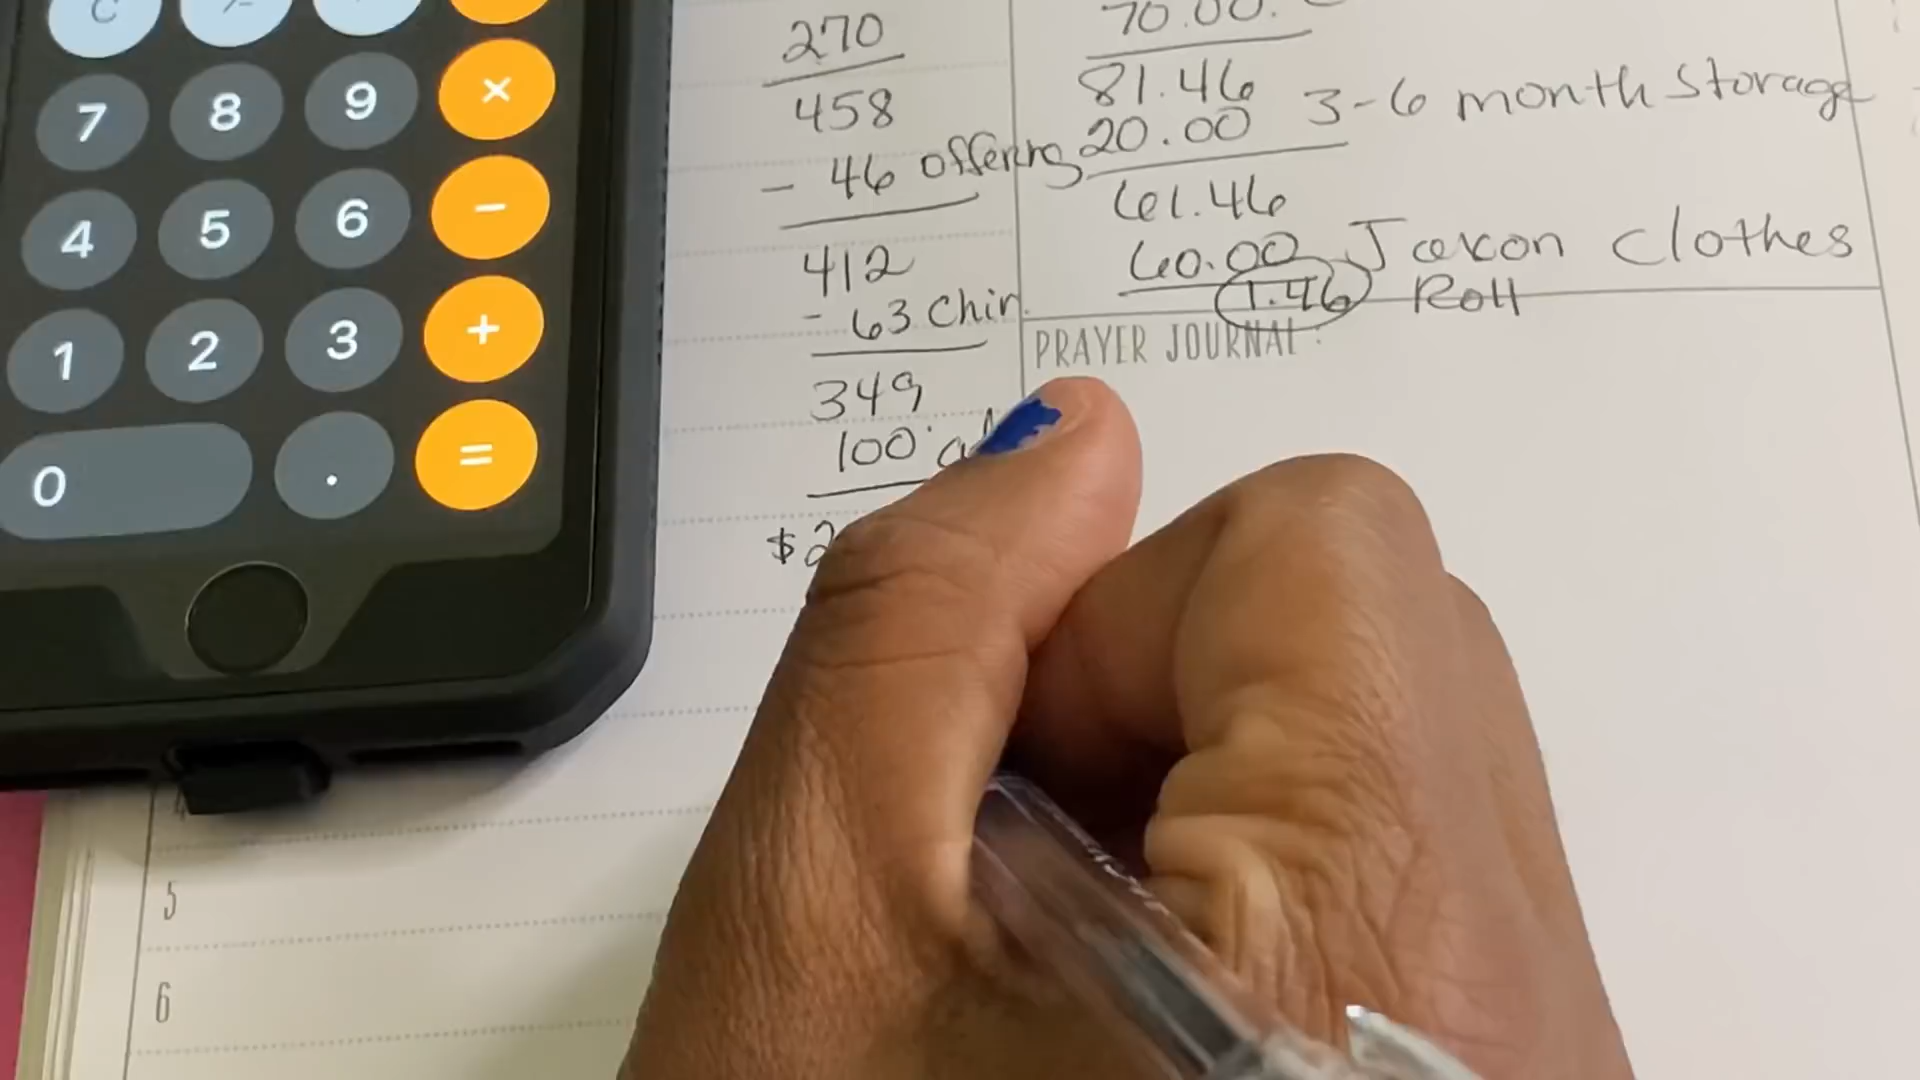 7 8 9 ×
4 5 6 −
1 2 3 +
0 . =
270
458
- 46 offering
412
- 63 Chir.
349
100
$2
70.00.
81.46
20.00 3-6 month Storage
61.46
60.00 Jaxon Clothes
1.46 Roll
PRAYER JOURNAL:
5
6